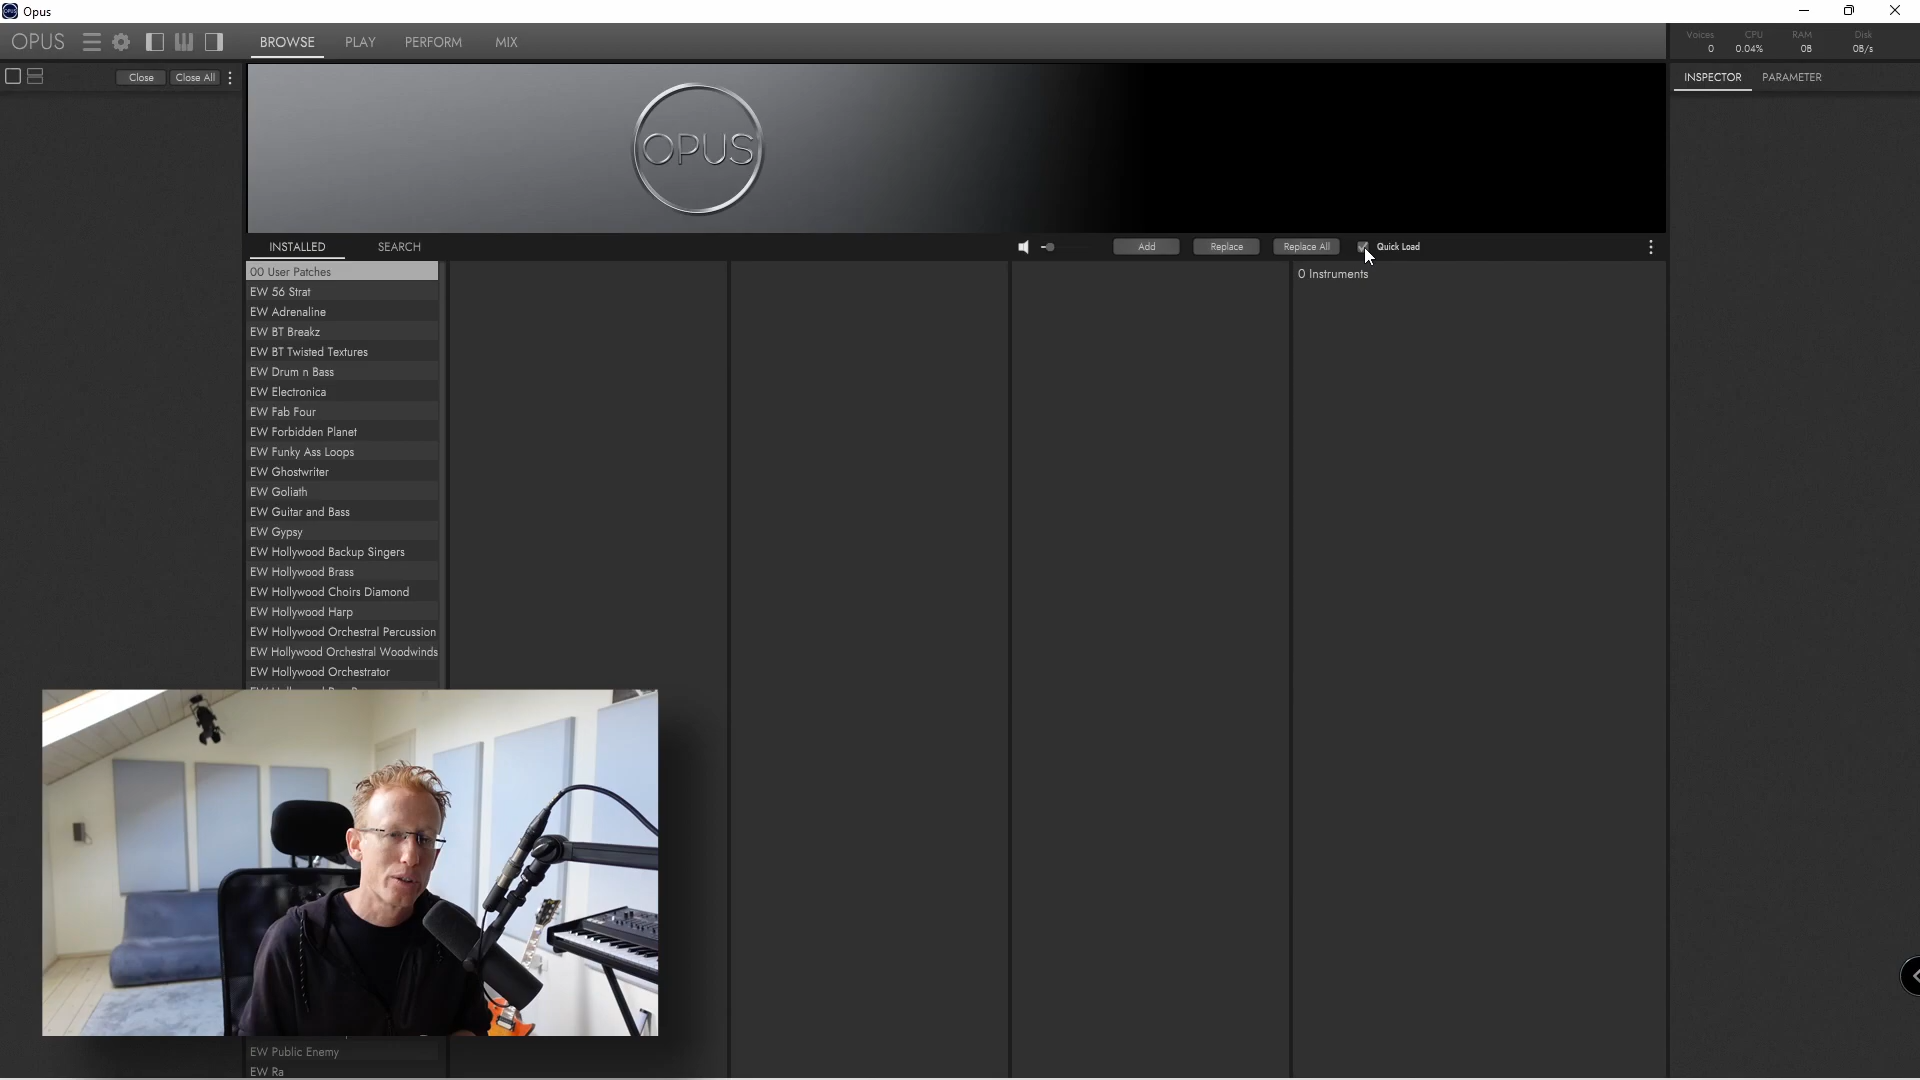 Opus
OPUS
BROWSE
PLAY
PERFORM
MIX
Voices
CPU
RAM
Disk
0
0.04%
0B
0B/s
Close
Close All
INSPECTOR
PARAMETER
OPUS
INSTALLED
SEARCH
Add
Replace
Replace All
Quick Load
00 User Patches
0 Instruments
EW 56 Strat
EW Adrenaline
EW BT Breakz
EW BT Twisted Textures
EW Drum n Bass
EW Electronica
EW Fab Four
EW Forbidden Planet
EW Funky Ass Loops
EW Ghostwriter
EW Goliath
EW Guitar and Bass
EW Gypsy
EW Hollywood Backup Singers
EW Hollywood Brass
EW Hollywood Choirs Diamond
EW Hollywood Harp
EW Hollywood Orchestral Percussion
EW Hollywood Orchestral Woodwinds
EW Hollywood Orchestrator
EW Public Enemy
EW Ra